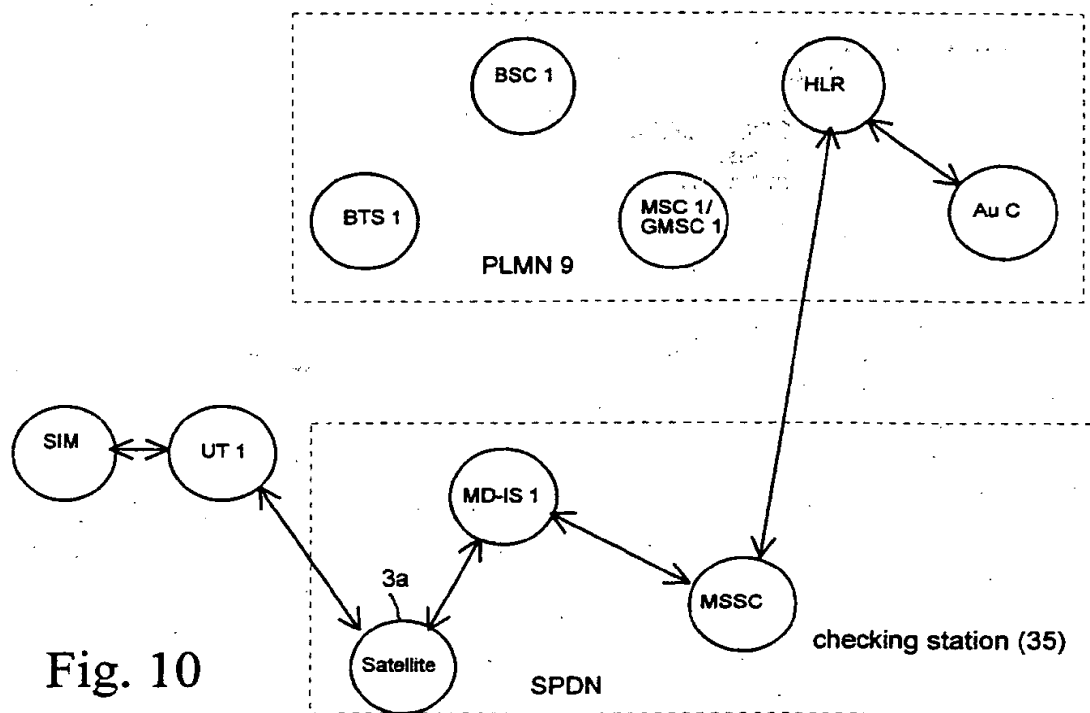 BSC 1
HLR
BTS 1
MSC 1/
GMSC 1
Au C
PLMN 9
SIM
UT 1
MD-IS 1
3a
MSSC
Satellite
checking station (35)
SPDN
Fig. 10